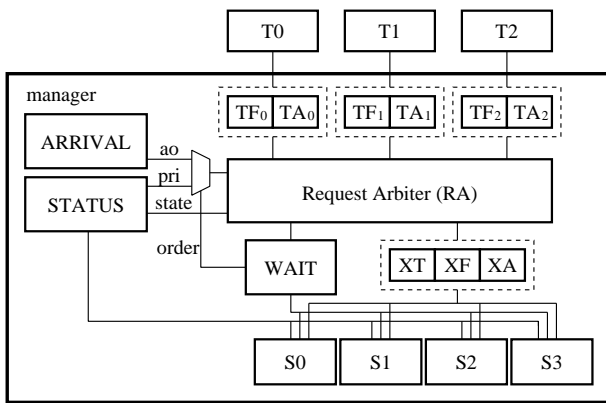 T0 T1 T2
manager
TF₀ TA₀ TF₁ TA₁ TF₂ TA₂
ARRIVAL
ao
pri
STATUS
state
Request Arbiter (RA)
order
WAIT
XT XF XA
S0 S1 S2 S3